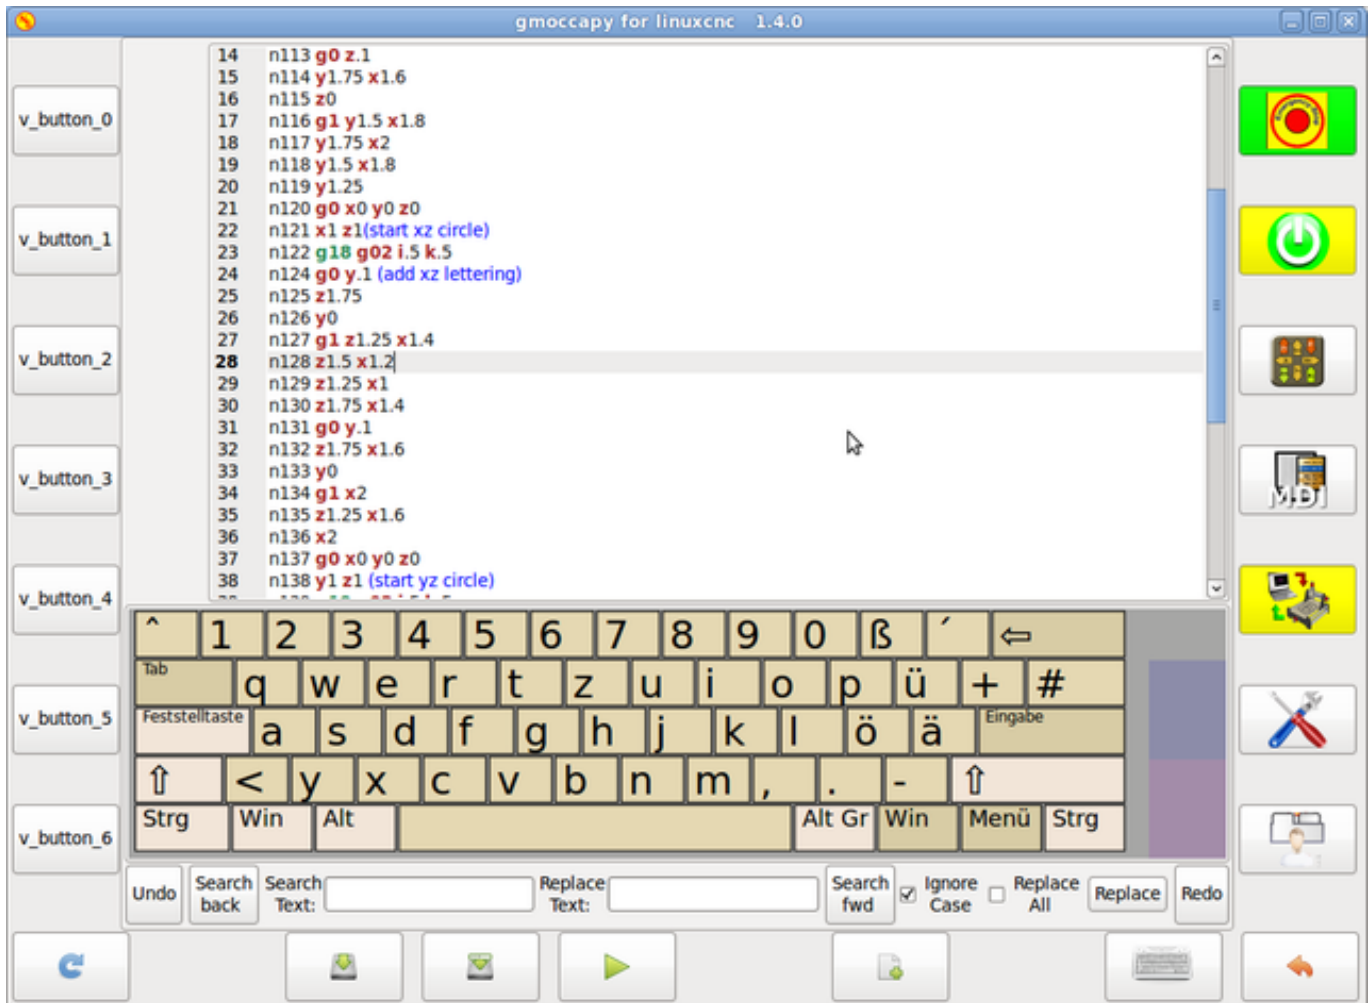 gmoccapy for linuxcnc 1.4.0
v_button_0
v_button_1
v_button_2
v_button_3
v_button_4
v_button_5
v_button_6
14 n113 g0 z.1
15 n114 y1.75 x1.6
16 n115 z0
17 n116 g1 y1.5 x1.8
18 n117 y1.75 x2
19 n118 y1.5 x1.8
20 n119 y1.25
21 n120 g0 x0 y0 z0
22 n121 x1 z1(start xz circle)
23 n122 g18 g02 i.5 k.5
24 n124 g0 y.1 (add xz lettering)
25 n125 z1.75
26 n126 y0
27 n127 g1 z1.25 x1.4
28 n128 z1.5 x1.2
29 n129 z1.25 x1
30 n130 z1.75 x1.4
31 n131 g0 y.1
32 n132 z1.75 x1.6
33 n133 y0
34 n134 g1 x2
35 n135 z1.25 x1.6
36 n136 x2
37 n137 g0 x0 y0 z0
38 n138 y1 z1 (start yz circle)
MDI
^ 1 2 3 4 5 6 7 8 9 0 ß ´ ⇦
Tab q w e r t z u i o p ü + #
Feststelltaste a s d f g h j k l ö ä Eingabe
⇧ < y x c v b n m , . - ⇧
Strg Win Alt Alt Gr Win Menü Strg
Undo
Search
back
Search
Text:
Replace
Text:
Search
fwd
Ignore
Case
Replace
All
Replace
Redo